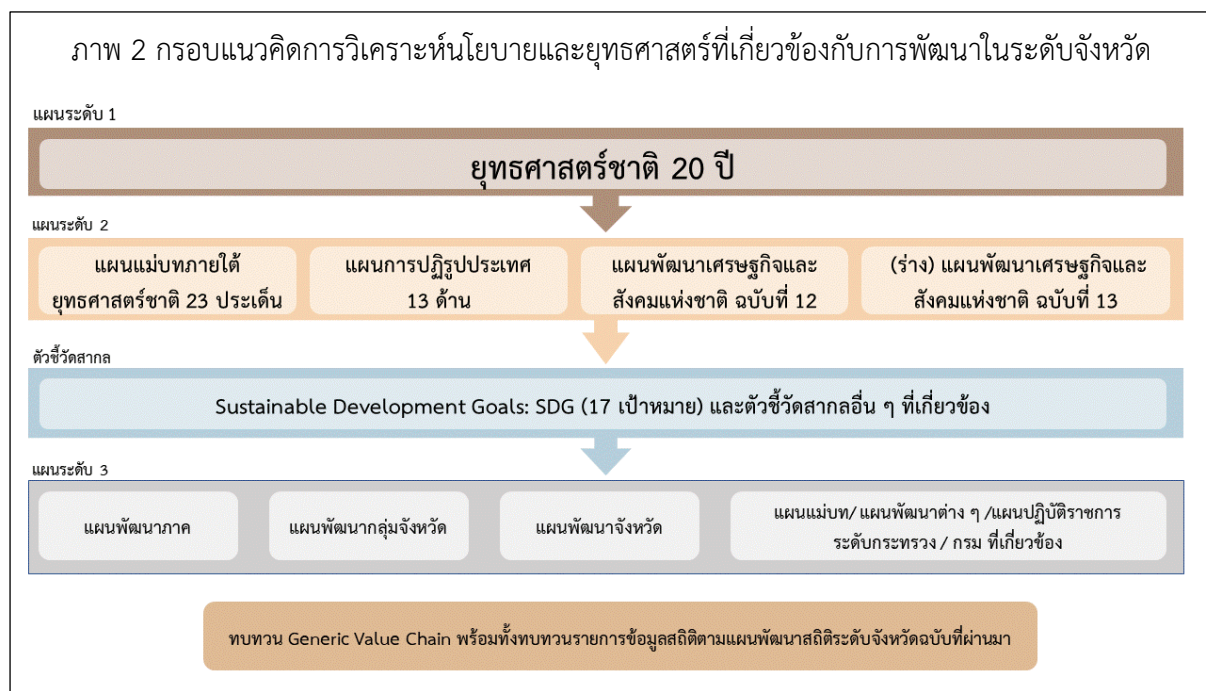 ภาพ 2 กรอบแนวคิดการวิเคราะห์นโยบายและยุทธศาสตร์ที่เกี่ยวข้องกับการพัฒนาในระดับจังหวัด
แผนระดับ 1
ยุทธศาสตร์ชาติ 20 ปี
แผนระดับ 2
แผนแม่บทภายใต้
ยุทธศาสตร์ชาติ 23 ประเด็น
แผนการปฏิรูปประเทศ
13 ด้าน
แผนพัฒนาเศรษฐกิจและ
สังคมแห่งชาติ ฉบับที่ 12
(ร่าง) แผนพัฒนาเศรษฐกิจและ
สังคมแห่งชาติ ฉบับที่ 13
ตัวชี้วัดสากล
Sustainable Development Goals: SDG (17 เป้าหมาย) และตัวชี้วัดสากลอื่น ๆ ที่เกี่ยวข้อง
แผนระดับ 3
แผนพัฒนาภาค
แผนพัฒนากลุ่มจังหวัด
แผนพัฒนาจังหวัด
แผนแม่บท/ แผนพัฒนาต่าง ๆ /แผนปฏิบัติราชการ
ระดับกระทรวง / กรม ที่เกี่ยวข้อง
ทบทวน Generic Value Chain พร้อมทั้งทบทวนรายการข้อมูลสถิติตามแผนพัฒนาสถิติระดับจังหวัดฉบับที่ผ่านมา